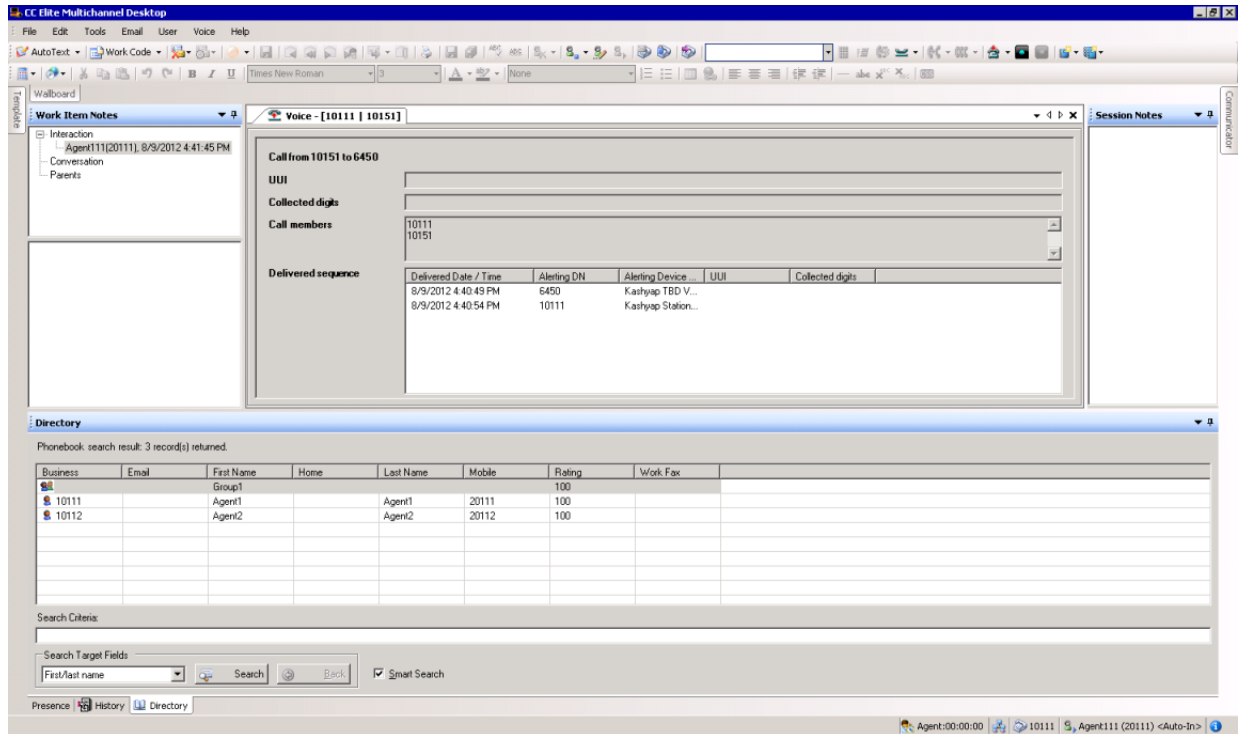 CC Elite Multichannel Desktop
File Edit Tools Email User Voice Help
AutoText Work Code
B I U Times New Roman 3 A None abc
Template
Wallboard
Work Item Notes
Interaction
Agent111(20111), 8/9/2012 4:41:45 PM
Conversation
Parents
Voice - [10111 | 10151]
Call from 10151 to 6450
UUI
Collected digits
Call members
10111
10151
Delivered sequence
Delivered Date / Time Alerting DN Alerting Device ... UUI Collected digits
8/9/2012 4:40:49 PM 6450 Kashyap TBD V...
8/9/2012 4:40:54 PM 10111 Kashyap Station...
Session Notes
Communicator
Directory
Phonebook search result: 3 record(s) returned.
Business Email First Name Home Last Name Mobile Rating Work Fax
Group1 100
10111 Agent1 Agent1 20111 100
10112 Agent2 Agent2 20112 100
Search Criteria:
Search Target Fields
First/last name Search Back Smart Search
Presence History Directory
Agent:00:00:00 10111 Agent111 (20111) <Auto-In>